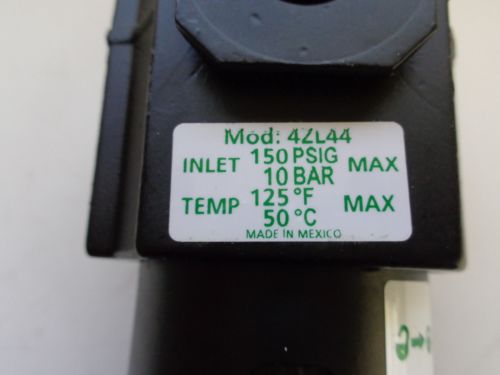 Mod: 4ZL44
INLET 150 PSIG MAX
10 BAR
TEMP 125 °F MAX
50 °C
MADE IN MEXICO